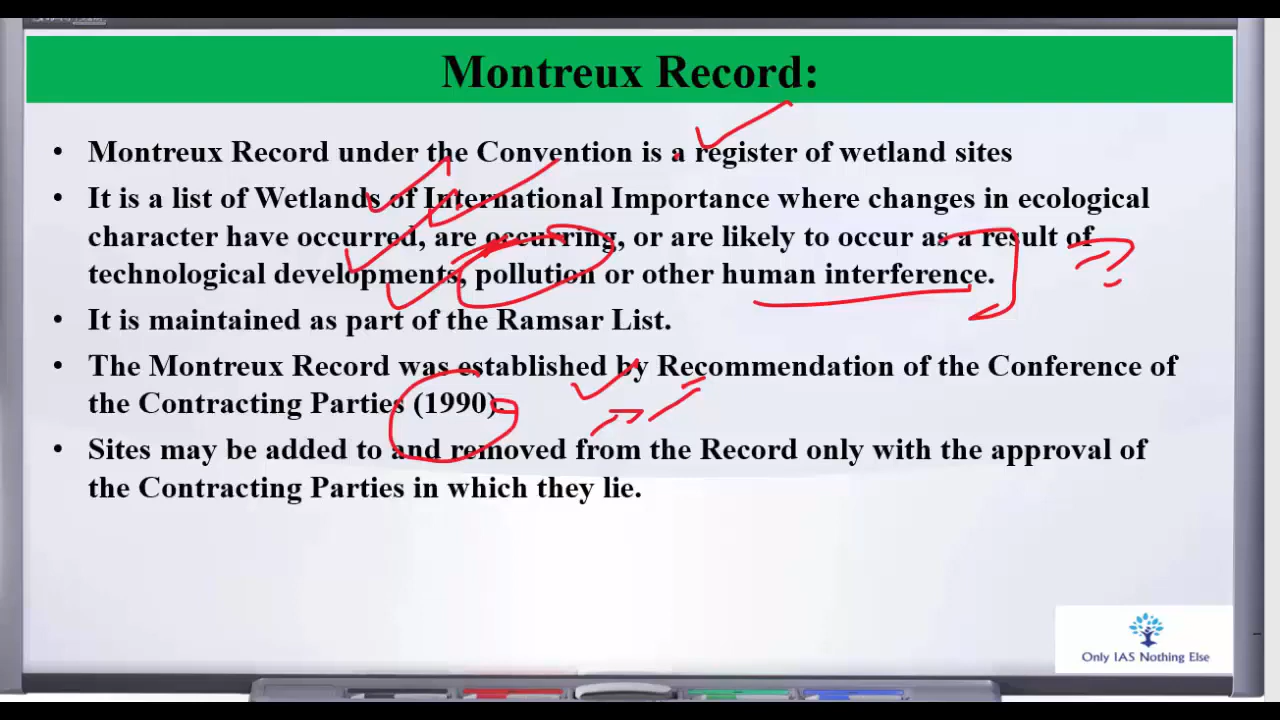 Montreux Record:
• Montreux Record under the Convention is a register of wetland sites
• It is a list of Wetlands of International Importance where changes in ecological
character have occurred, are occurring, or are likely to occur as a result of
technological developments, pollution or other human interference.
• It is maintained as part of the Ramsar List.
• The Montreux Record was established by Recommendation of the Conference of
the Contracting Parties (1990).
• Sites may be added to and removed from the Record only with the approval of
the Contracting Parties in which they lie.
Only IAS Nothing Else